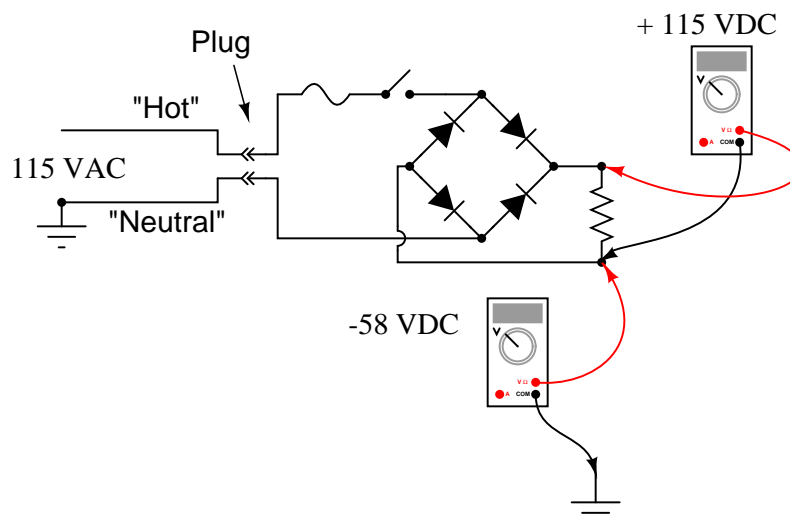 + 115 VDC
Plug
V
"Hot"
V Ω
A COM
115 VAC
"Neutral"
-58 VDC
V
V Ω
A COM